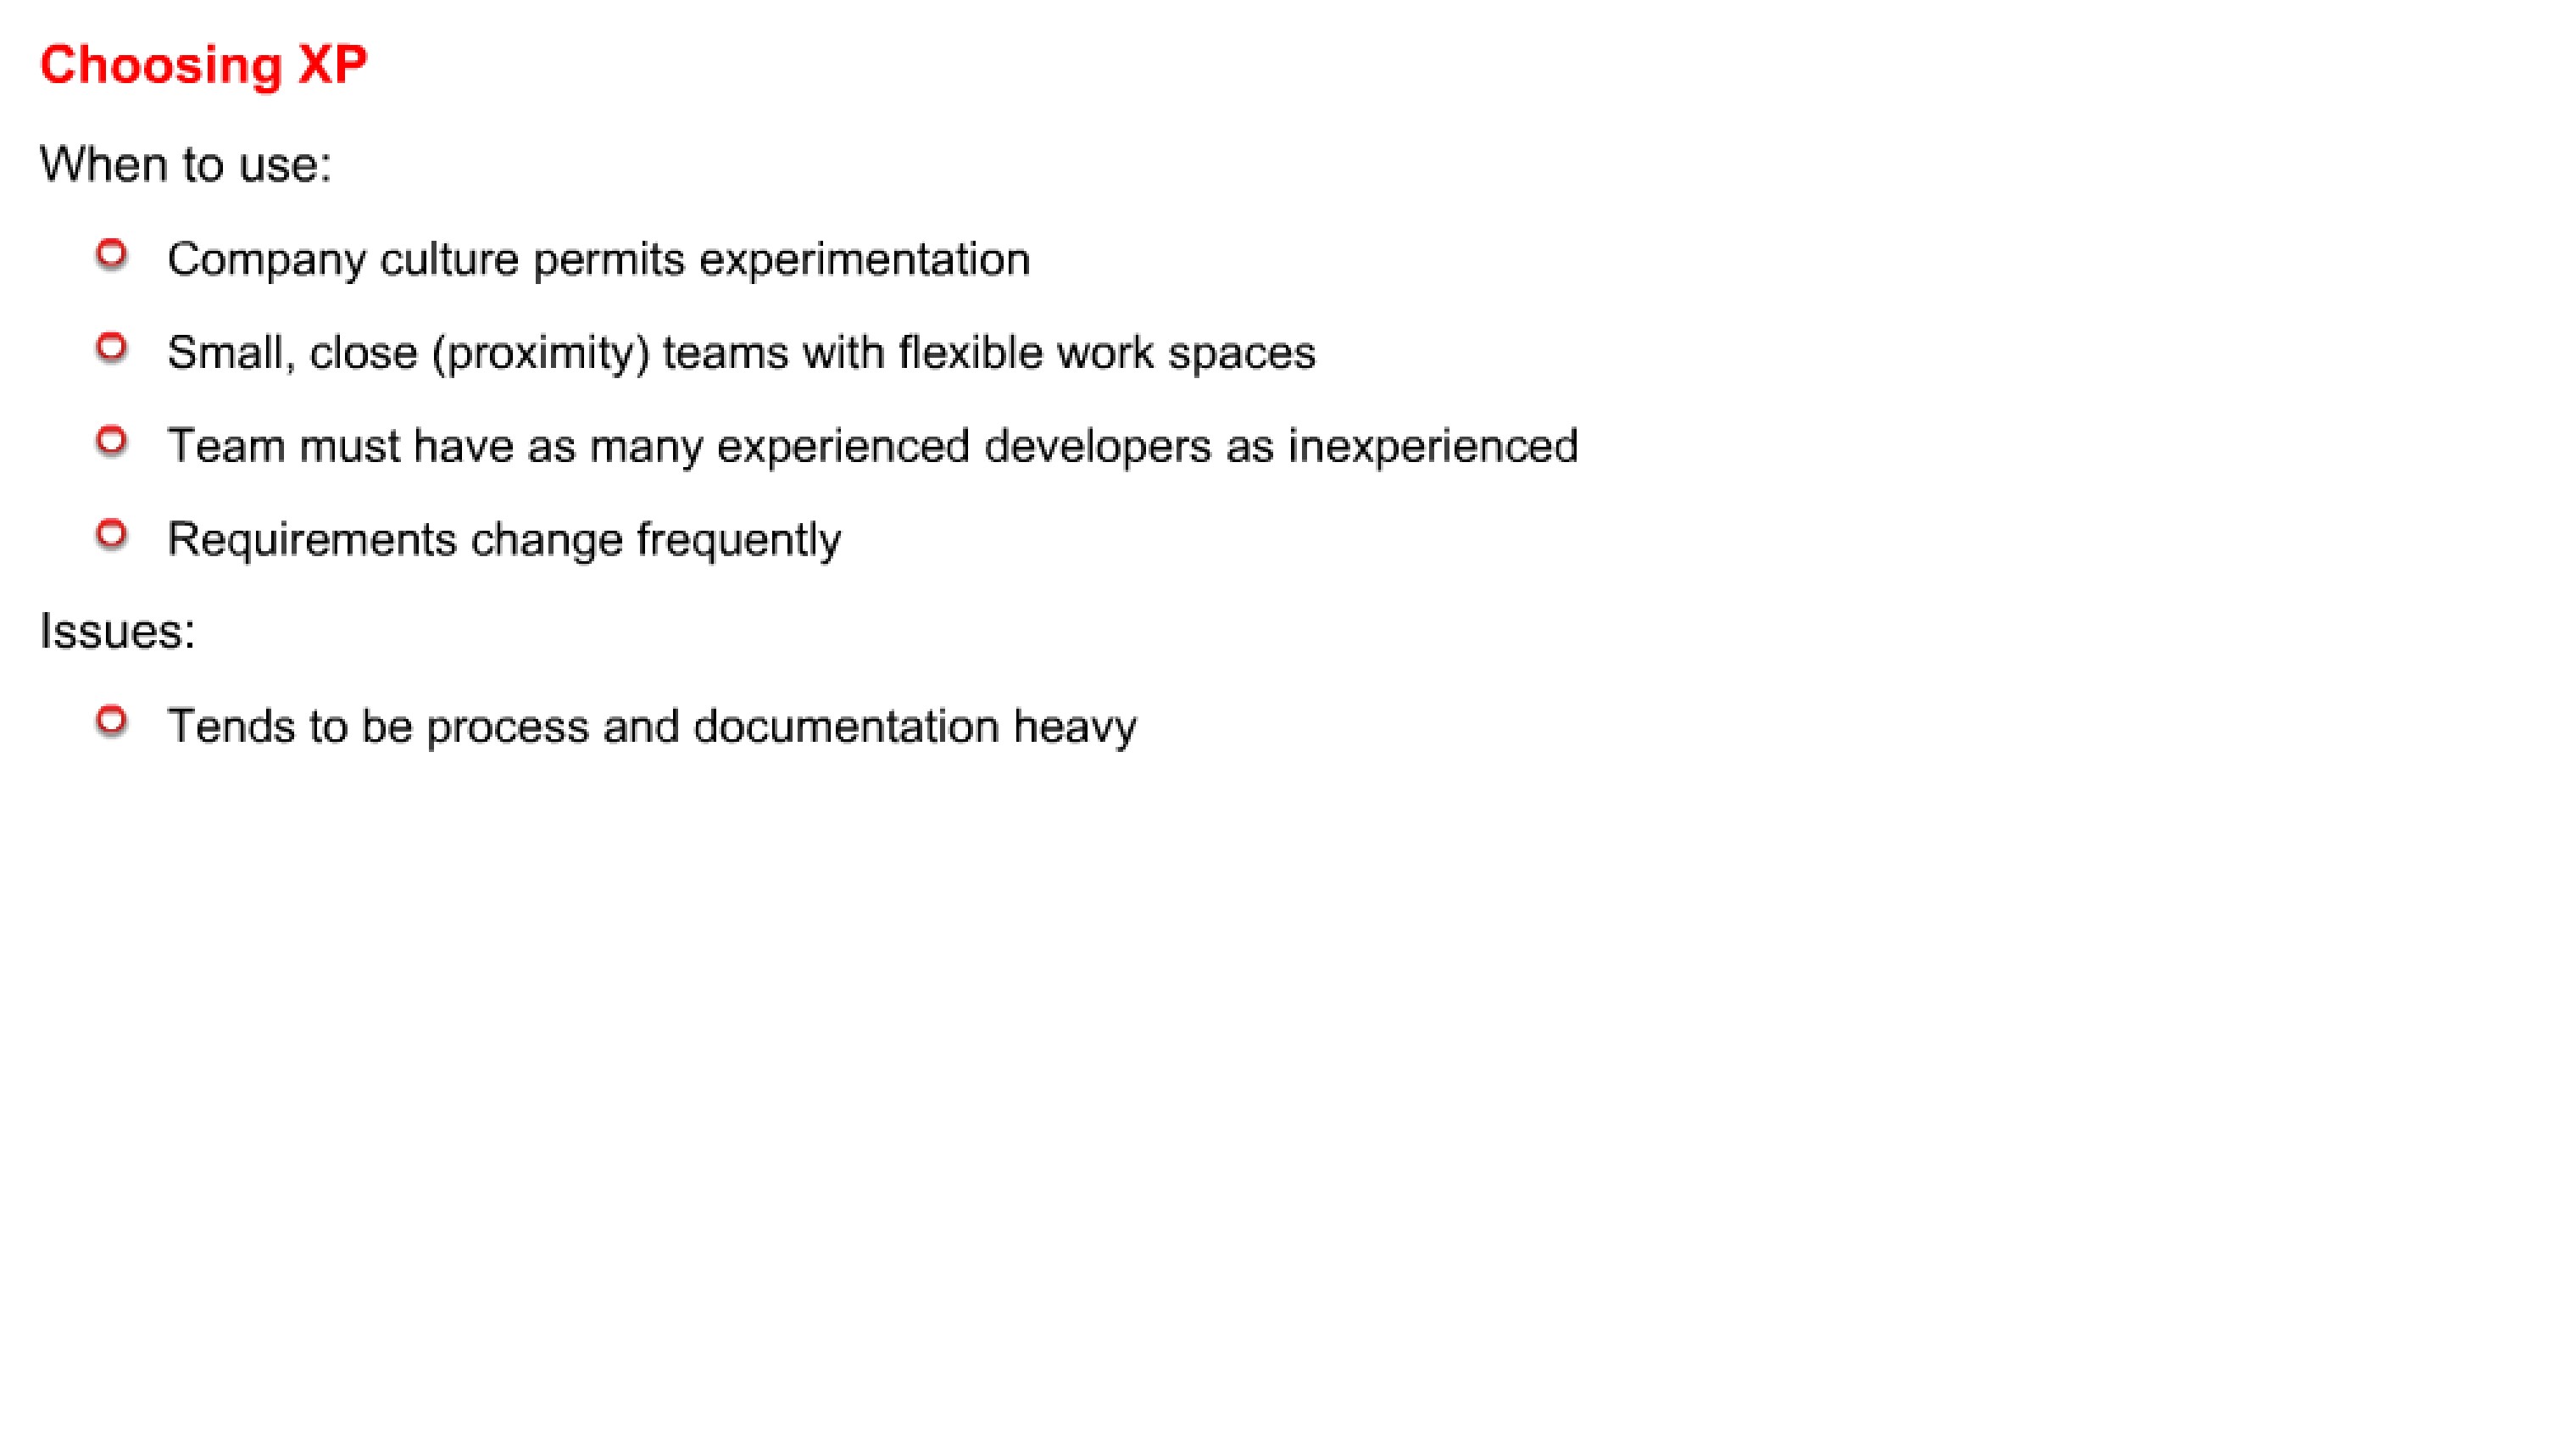 Choosing XP
When to use:
Company culture permits experimentation
Small, close (proximity) teams with flexible work spaces
Team must have as many experienced developers as inexperienced
Requirements change frequently
Issues:
Tends to be process and documentation heavy